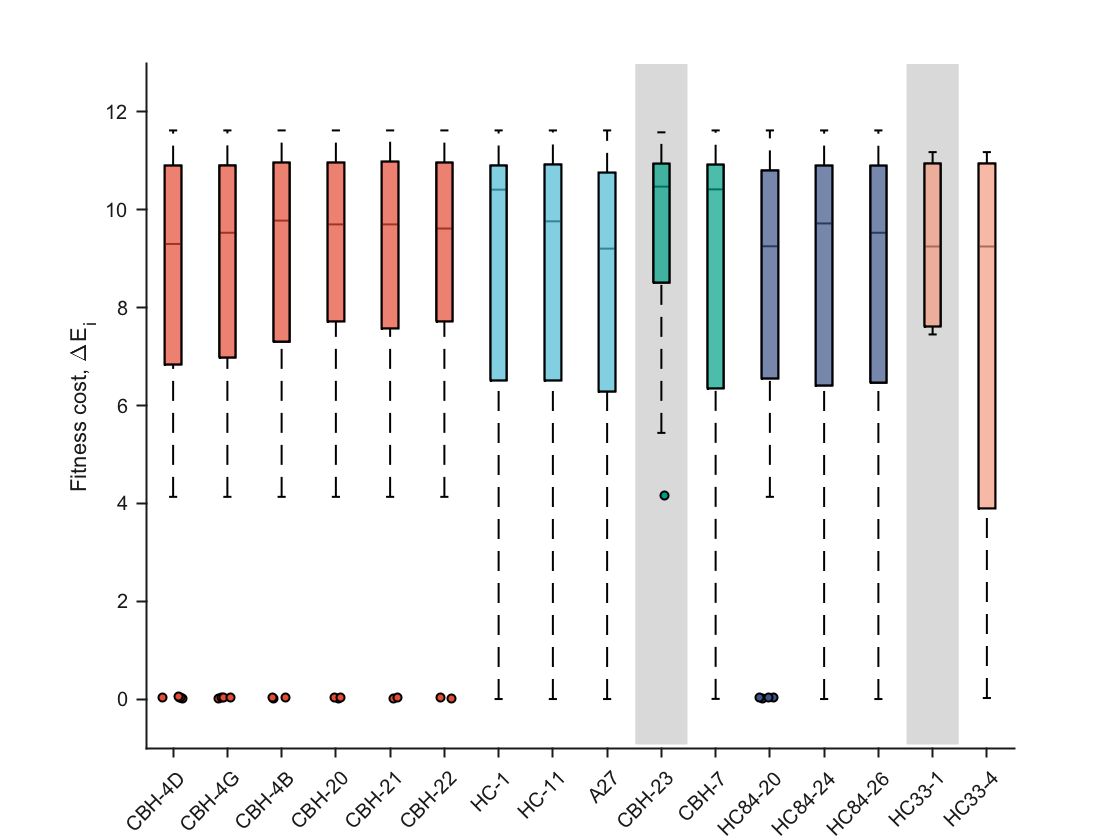 12
10
8
6
4
2
0
Fitness cost, ΔEi
CBH-4D
CBH-4G
CBH-4B
CBH-20
CBH-21
CBH-22
HC-1
HC-11
A27
CBH-23
CBH-7
HC84-20
HC84-24
HC84-26
HC33-1
HC33-4